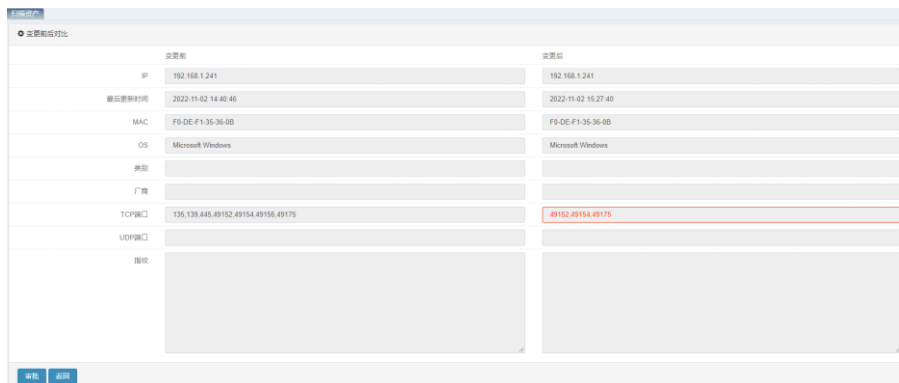 扫描资产
变更前后对比
变更前 变更后
IP 192.168.1.241 192.168.1.241
最后更新时间 2022-11-02 14:40:46 2022-11-02 15:27:40
MAC F0-DE-F1-35-36-0B F0-DE-F1-35-36-0B
OS Microsoft Windows Microsoft Windows
类别
厂商
TCP端口 135,139,445,49152,49154,49156,49175 49152,49154,49175
UDP端口
指纹
审批 返回